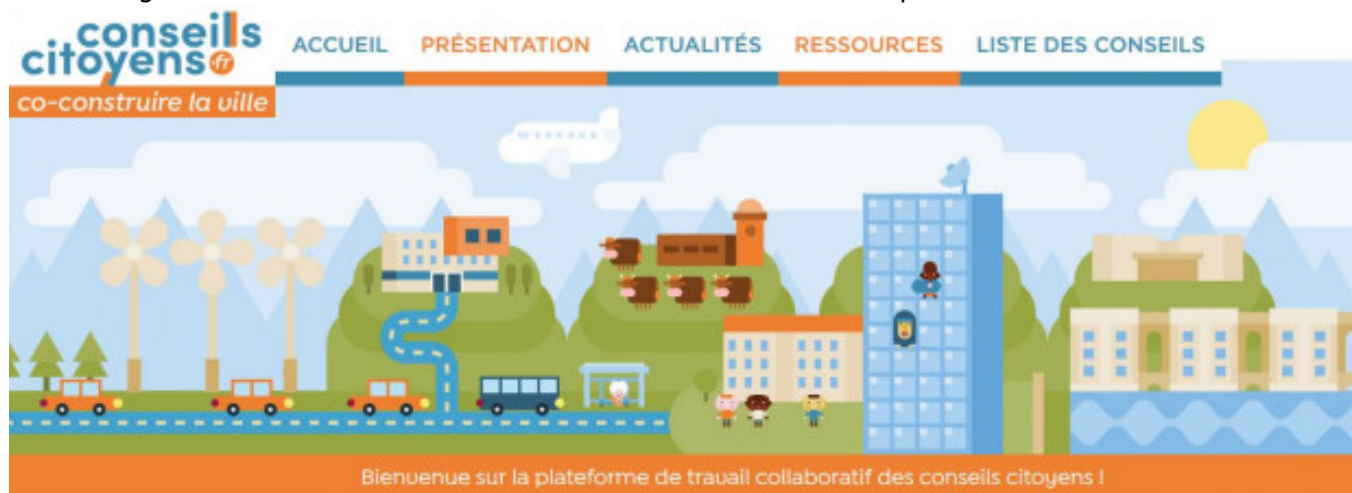 conseils
citoyens.fr
co-construire la ville
ACCUEIL PRÉSENTATION ACTUALITÉS RESSOURCES LISTE DES CONSEILS
Bienvenue sur la plateforme de travail collaboratif des conseils citoyens !